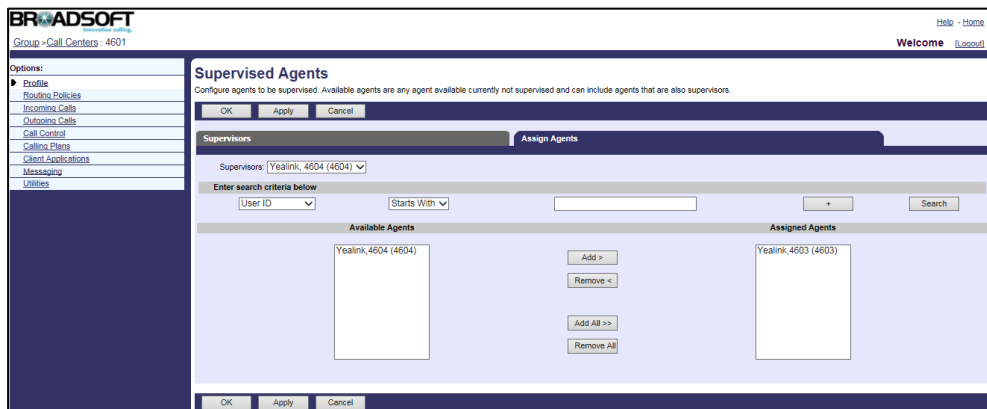 BROADSOFT
innovation calling.
Help - Home
Group >Call Centers : 4601
Welcome [Logout]
Options:
Profile
Routing Policies
Incoming Calls
Outgoing Calls
Call Control
Calling Plans
Client Applications
Messaging
Utilities
Supervised Agents
Configure agents to be supervised. Available agents are any agent available currently not supervised and can include agents that are also supervisors.
OK Apply Cancel
Supervisors Assign Agents
Supervisors: Yealink, 4604 (4604)
Enter search criteria below
User ID Starts With + Search
Available Agents Assigned Agents
Yealink,4604 (4604) Yealink,4603 (4603)
Add >
Remove <
Add All >>
Remove All
OK Apply Cancel